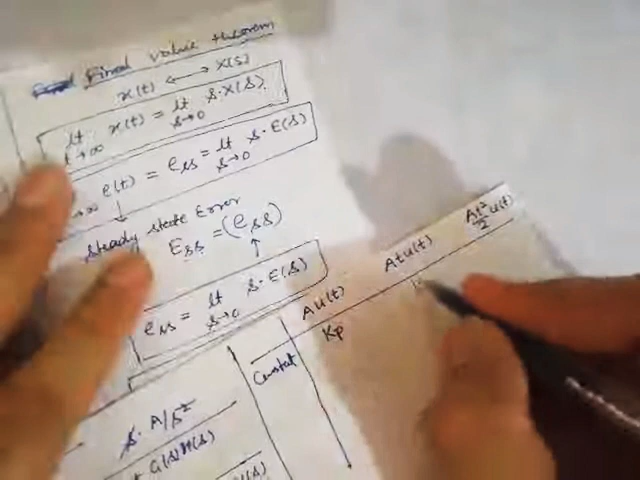 Final value theorem
x(t) ⟷ X(s)
lt x(t) = lt s·X(s)
t→∞ s→0
e(t) = ess = lt s·E(s)
→∞ s→0
Steady state Error
Ess = (ess)
ess = lt s·E(s)
s→0
Au(t) Atu(t) At²/2 u(t)
Constat Kp
s· A/s²
G(s)H(s)